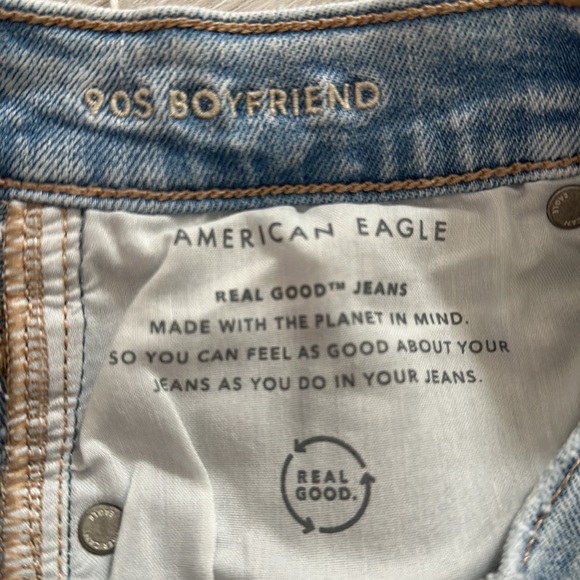 90S BOYFRIEND
AMERICAN EAGLE
REAL GOOD™ JEANS
MADE WITH THE PLANET IN MIND.
SO YOU CAN FEEL AS GOOD ABOUT YOUR
JEANS AS YOU DO IN YOUR JEANS.
REAL
GOOD.